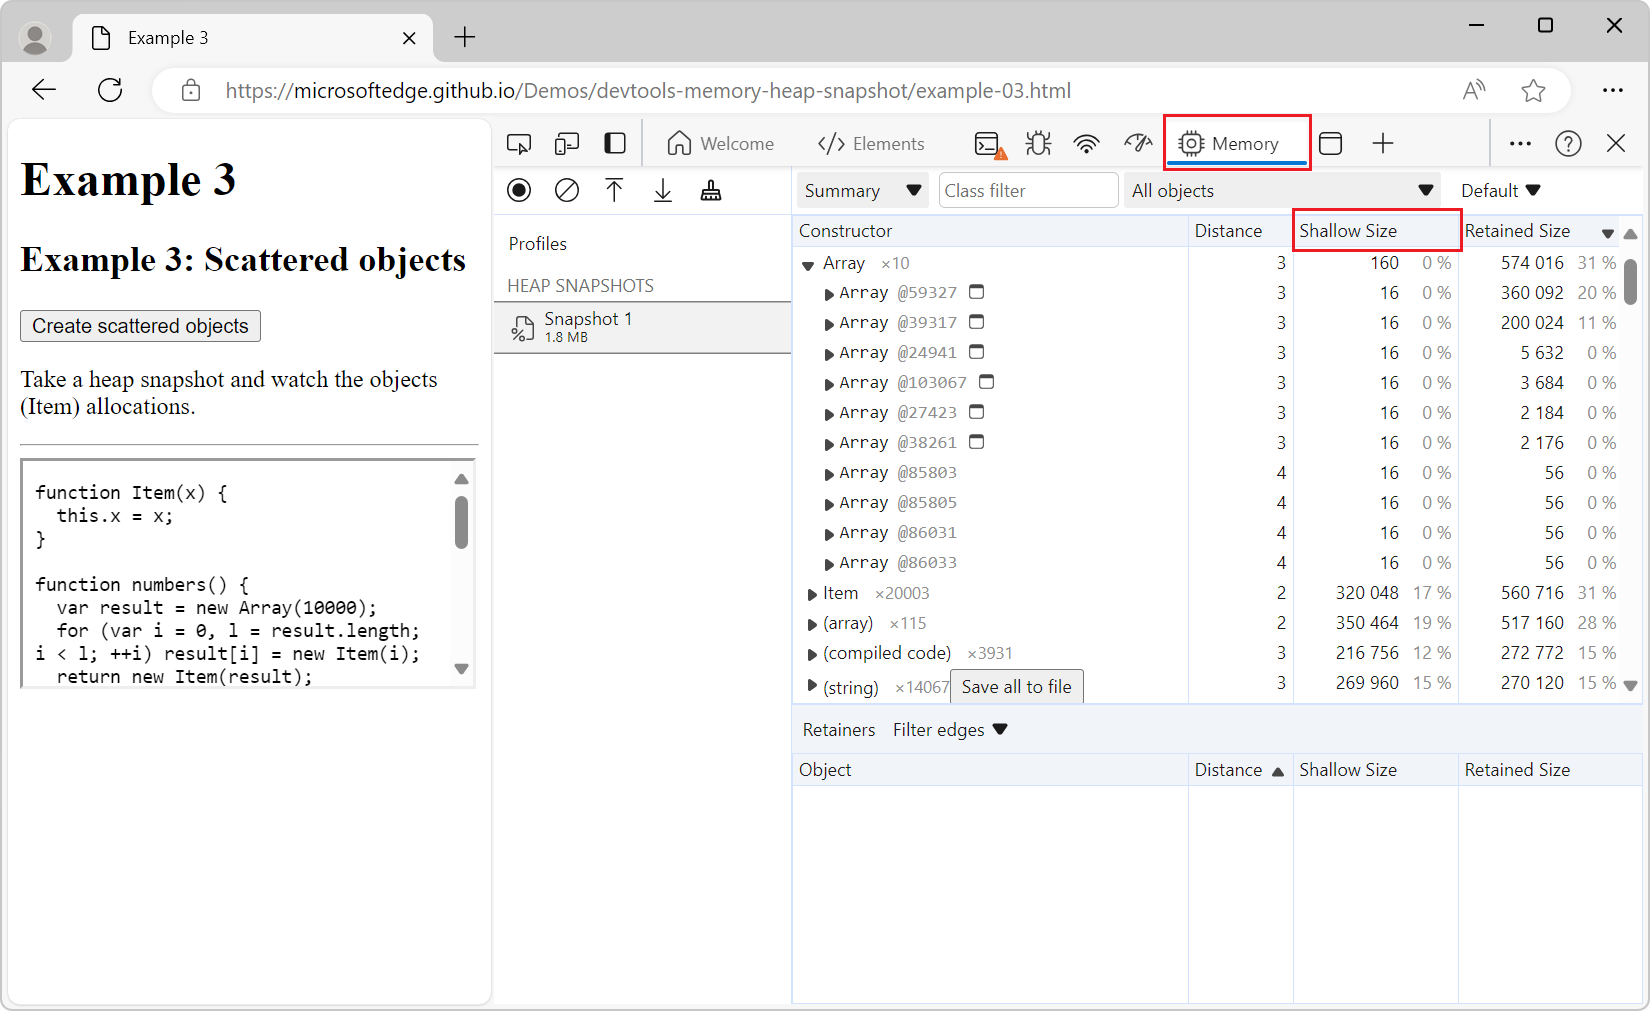 Example 3
https://microsoftedge.github.io/Demos/devtools-memory-heap-snapshot/example-03.html
Example 3
Example 3: Scattered objects
Create scattered objects
Take a heap snapshot and watch the objects
(Item) allocations.
function Item(x) {
  this.x = x;
}
function numbers() {
  var result = new Array(10000);
  for (var i = 0, l = result.length;
i < l; ++i) result[i] = new Item(i);
  return new Item(result);
Welcome Elements Memory
Profiles
HEAP SNAPSHOTS
Snapshot 1
1.8 MB
Summary Class filter All objects Default
Constructor Distance Shallow Size Retained Size
Array ×10 3 160 0 % 574 016 31 %
Array @59327 3 16 0 % 360 092 20 %
Array @39317 3 16 0 % 200 024 11 %
Array @24941 3 16 0 % 5 632 0 %
Array @103067 3 16 0 % 3 684 0 %
Array @27423 3 16 0 % 2 184 0 %
Array @38261 3 16 0 % 2 176 0 %
Array @85803 4 16 0 % 56 0 %
Array @85805 4 16 0 % 56 0 %
Array @86031 4 16 0 % 56 0 %
Array @86033 4 16 0 % 56 0 %
Item ×20003 2 320 048 17 % 560 716 31 %
(array) ×115 2 350 464 19 % 517 160 28 %
(compiled code) ×3931 3 216 756 12 % 272 772 15 %
(string) ×14067 Save all to file 3 269 960 15 % 270 120 15 %
Retainers Filter edges
Object Distance Shallow Size Retained Size